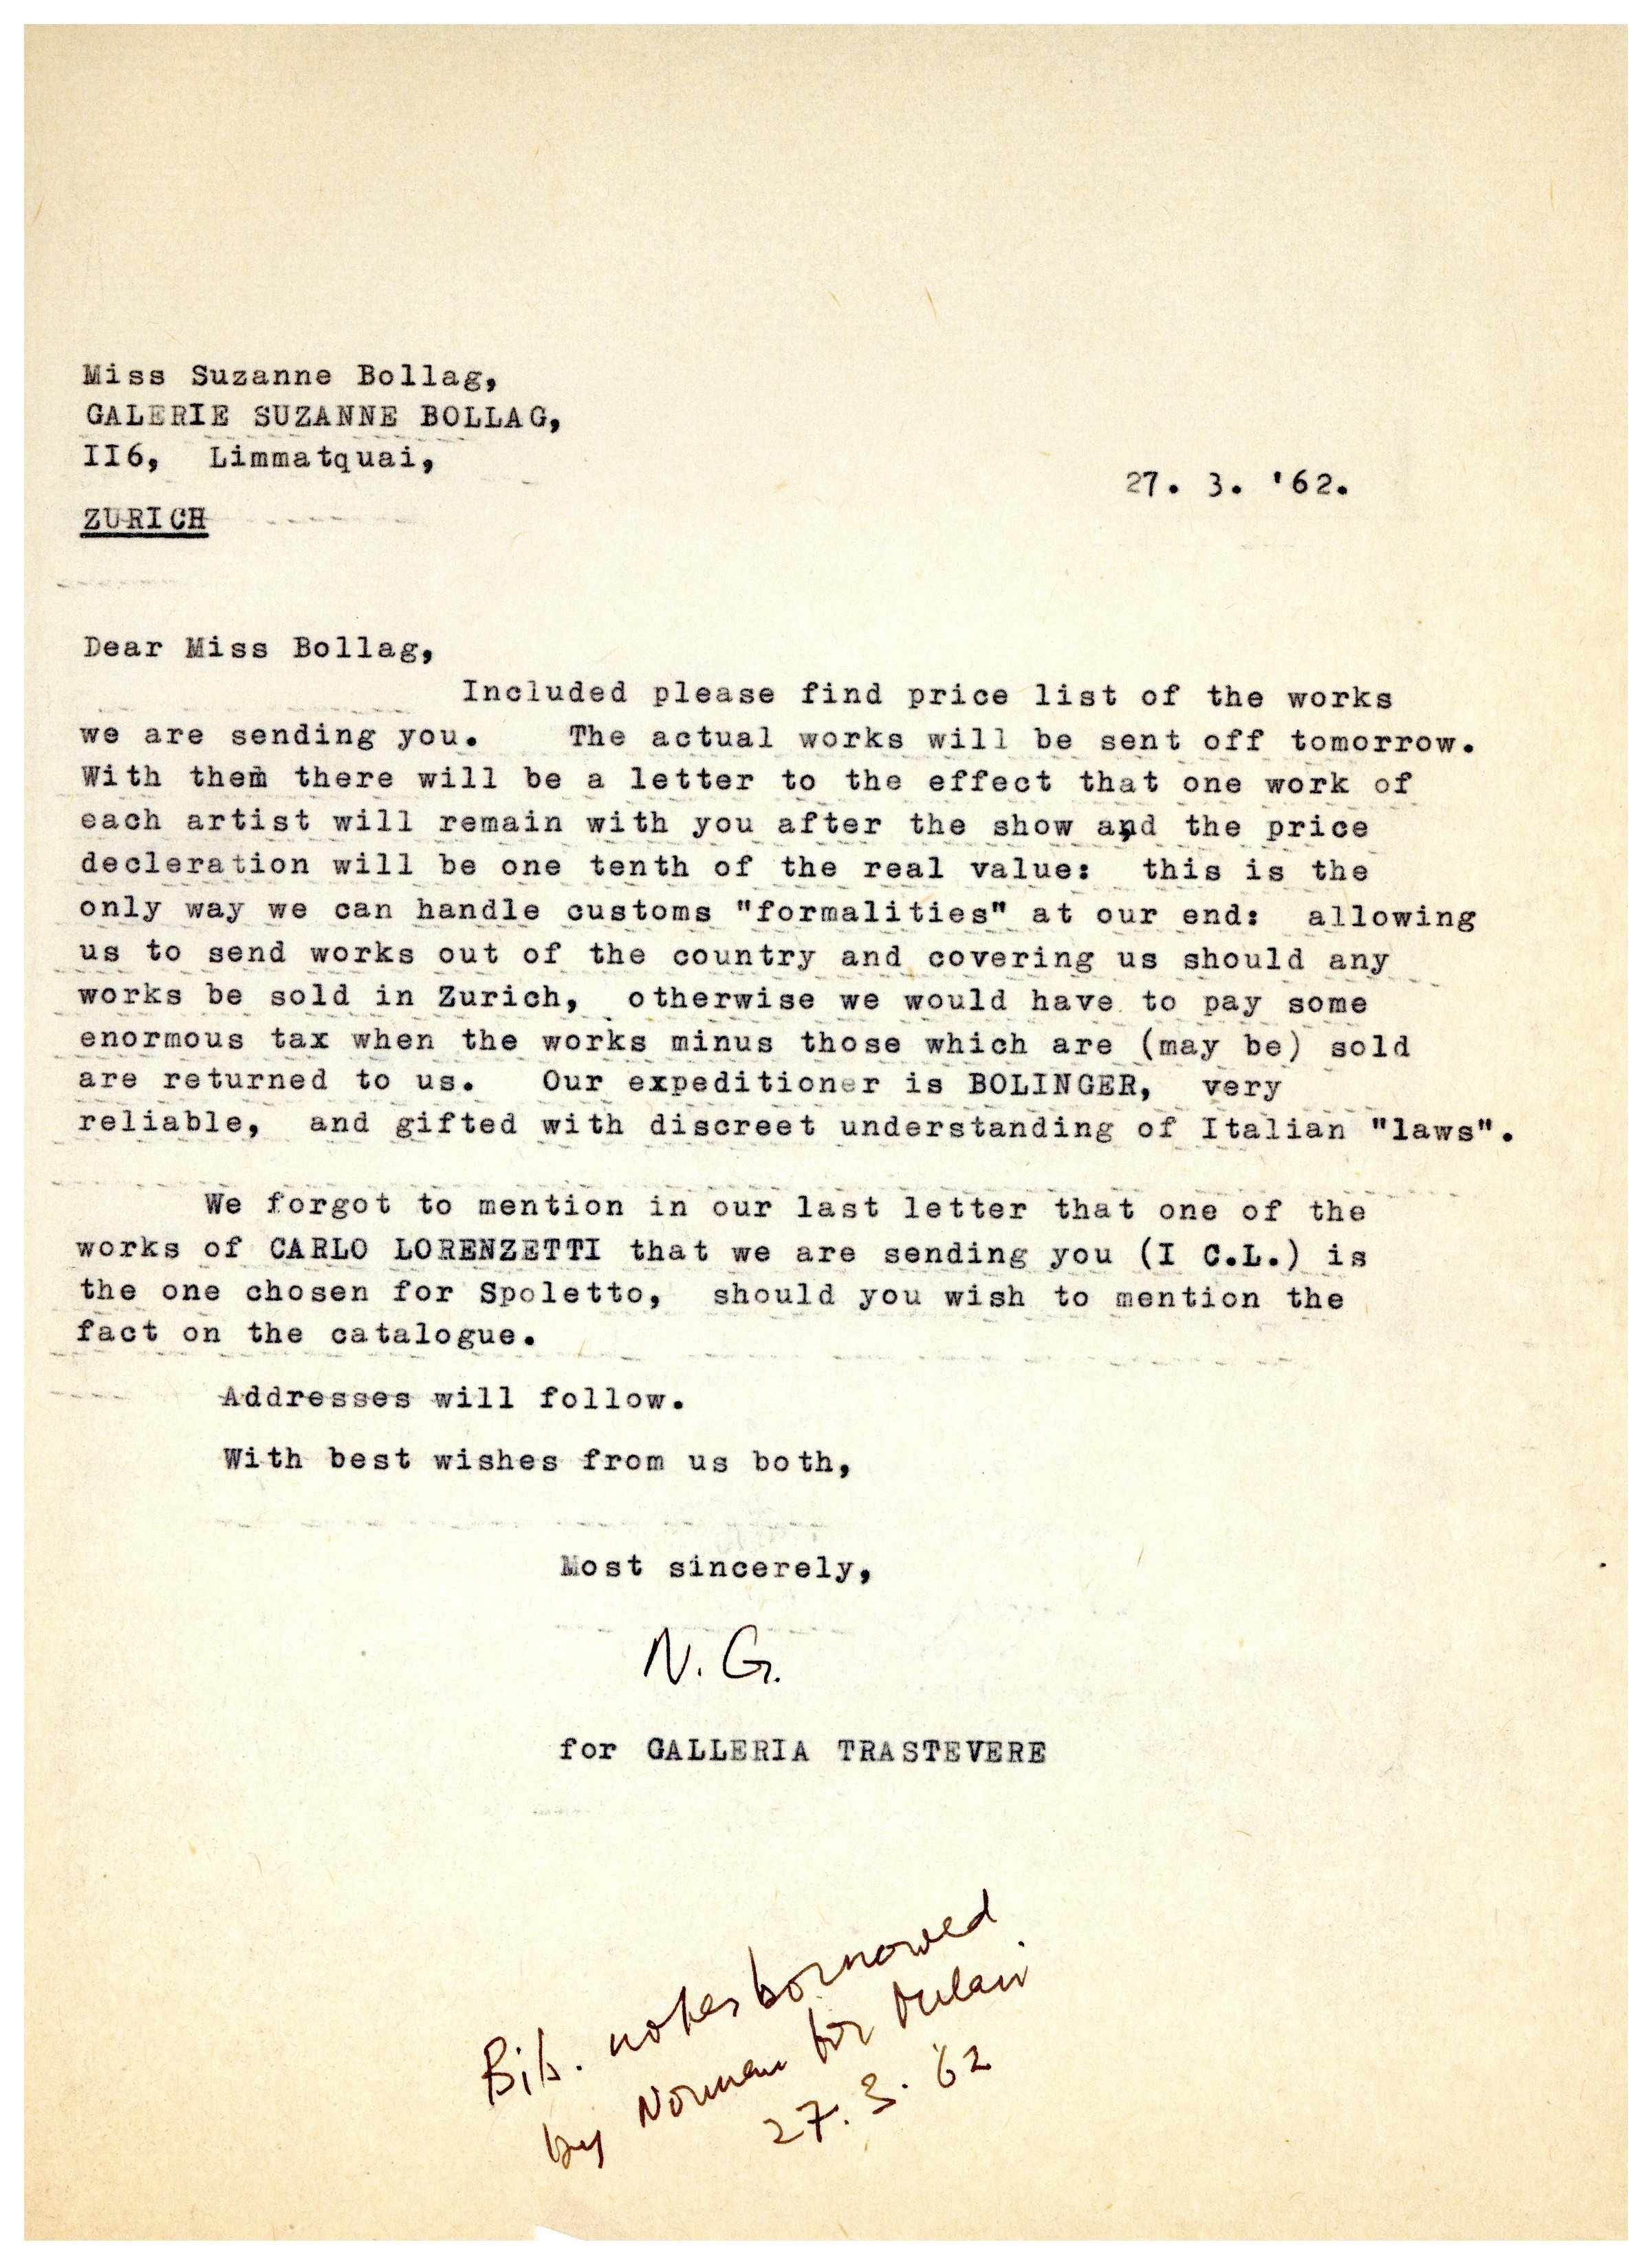 Miss Suzanne Bollag,
GALERIE SUZANNE BOLLAG,
II6, Limmatquai,
27. 3. '62.
ZURICH
Dear Miss Bollag,
Included please find price list of the works
we are sending you. The actual works will be sent off tomorrow.
With them there will be a letter to the effect that one work of
each artist will remain with you after the show and the price
decleration will be one tenth of the real value: this is the
only way we can handle customs "formalities" at our end: allowing
us to send works out of the country and covering us should any
works be sold in Zurich, otherwise we would have to pay some
enormous tax when the works minus those which are (may be) sold
are returned to us. Our expeditioner is BOLINGER, very
reliable, and gifted with discreet understanding of Italian "laws".
We forgot to mention in our last letter that one of the
works of CARLO LORENZETTI that we are sending you (I C.L.) is
the one chosen for Spoletto, should you wish to mention the
fact on the catalogue.
Addresses will follow.
With best wishes from us both,
Most sincerely,
N. G.
for GALLERIA TRASTEVERE
Bib. notes borrowed
by Norman for Milan
27. 3. '62